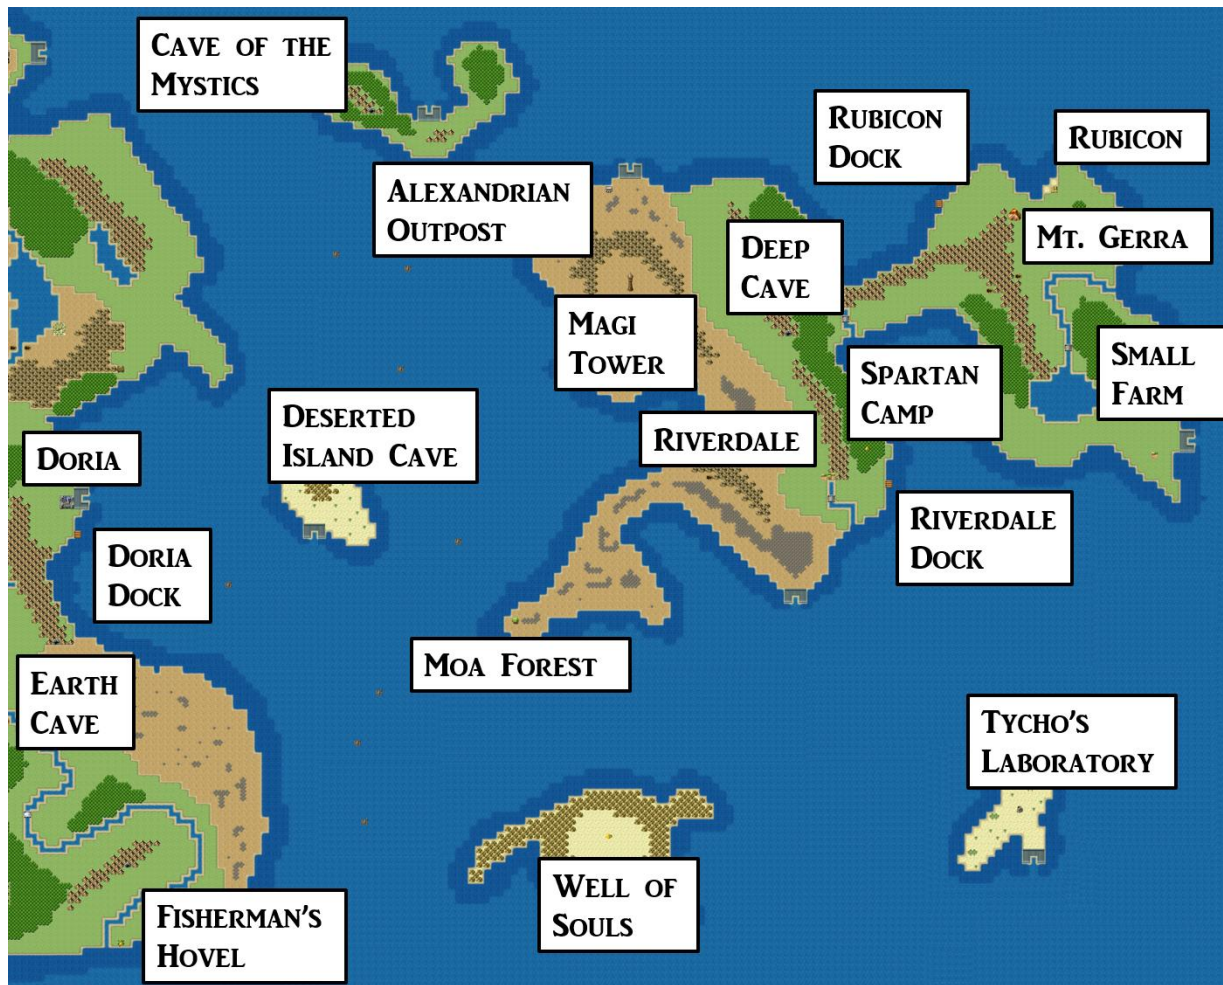 Cave of the
Mystics
Rubicon
Dock
Rubicon
Alexandrian
Outpost
Deep
Cave
Mt. Gerra
Magi
Tower
Spartan
Camp
Small
Farm
Deserted
Island Cave
Riverdale
Doria
Riverdale
Dock
Doria
Dock
Moa Forest
Earth
Cave
Tycho's
Laboratory
Well of
Souls
Fisherman's
Hovel